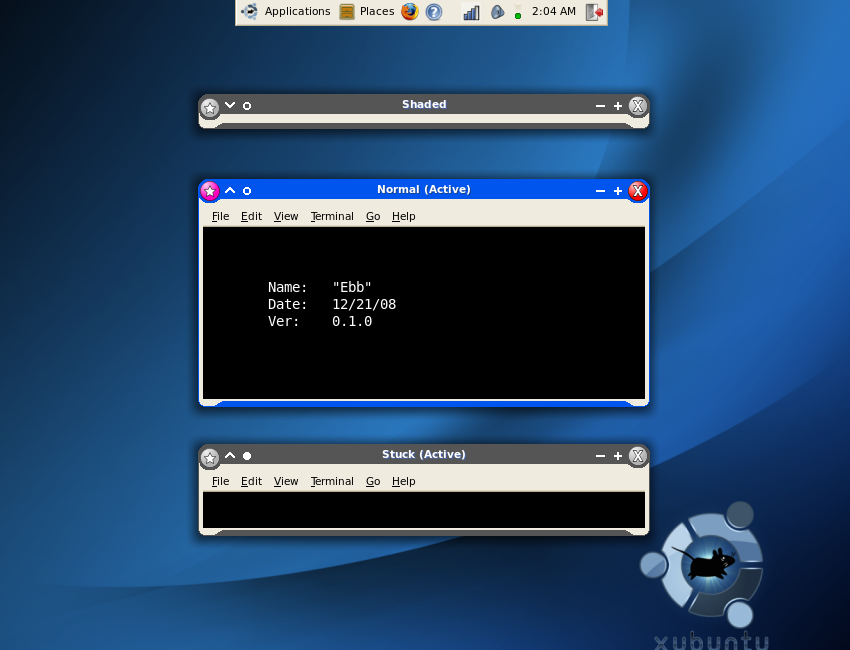 Applications Places 2:04 AM
Shaded
Normal (Active)
File Edit View Terminal Go Help
Name: "Ebb"
Date: 12/21/08
Ver: 0.1.0
Stuck (Active)
File Edit View Terminal Go Help
xubuntu